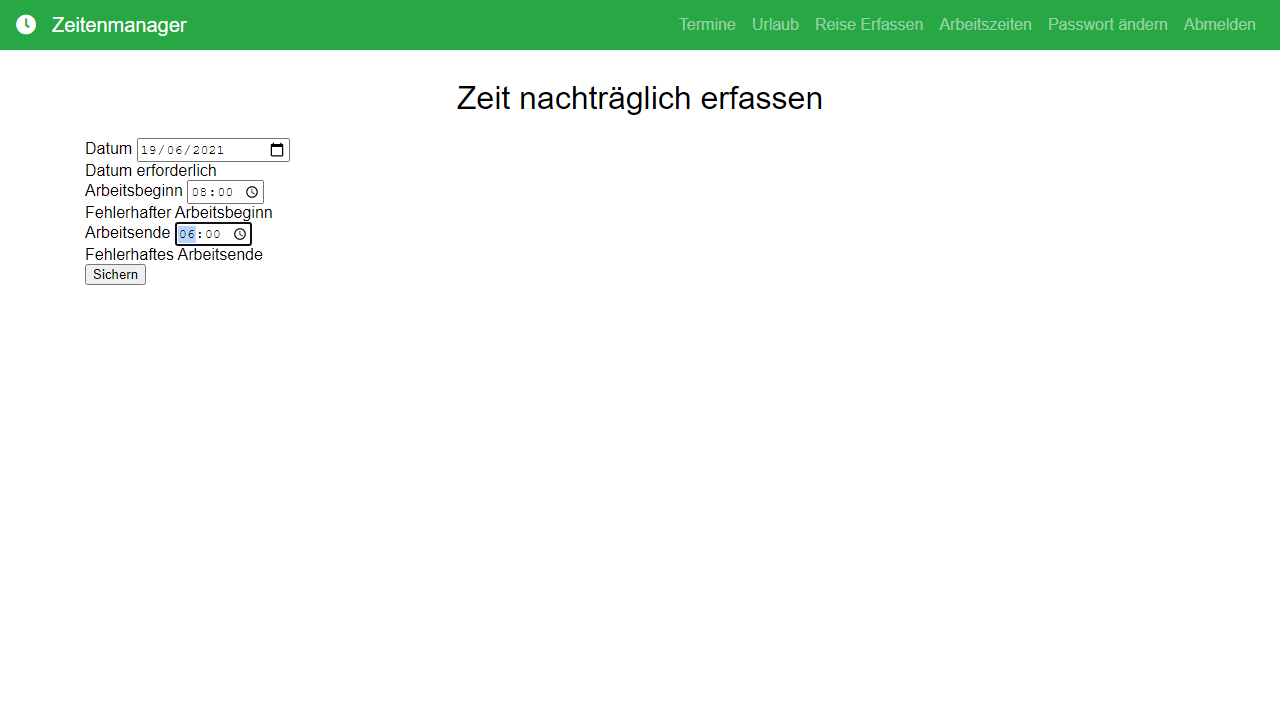 Zeitenmanager Termine Urlaub Reise Erfassen Arbeitszeiten Passwort ändern Abmelden
Zeit nachträglich erfassen
Datum 19/06/2021
Datum erforderlich
Arbeitsbeginn 08:00
Fehlerhafter Arbeitsbeginn
Arbeitsende 06:00
Fehlerhaftes Arbeitsende
Sichern